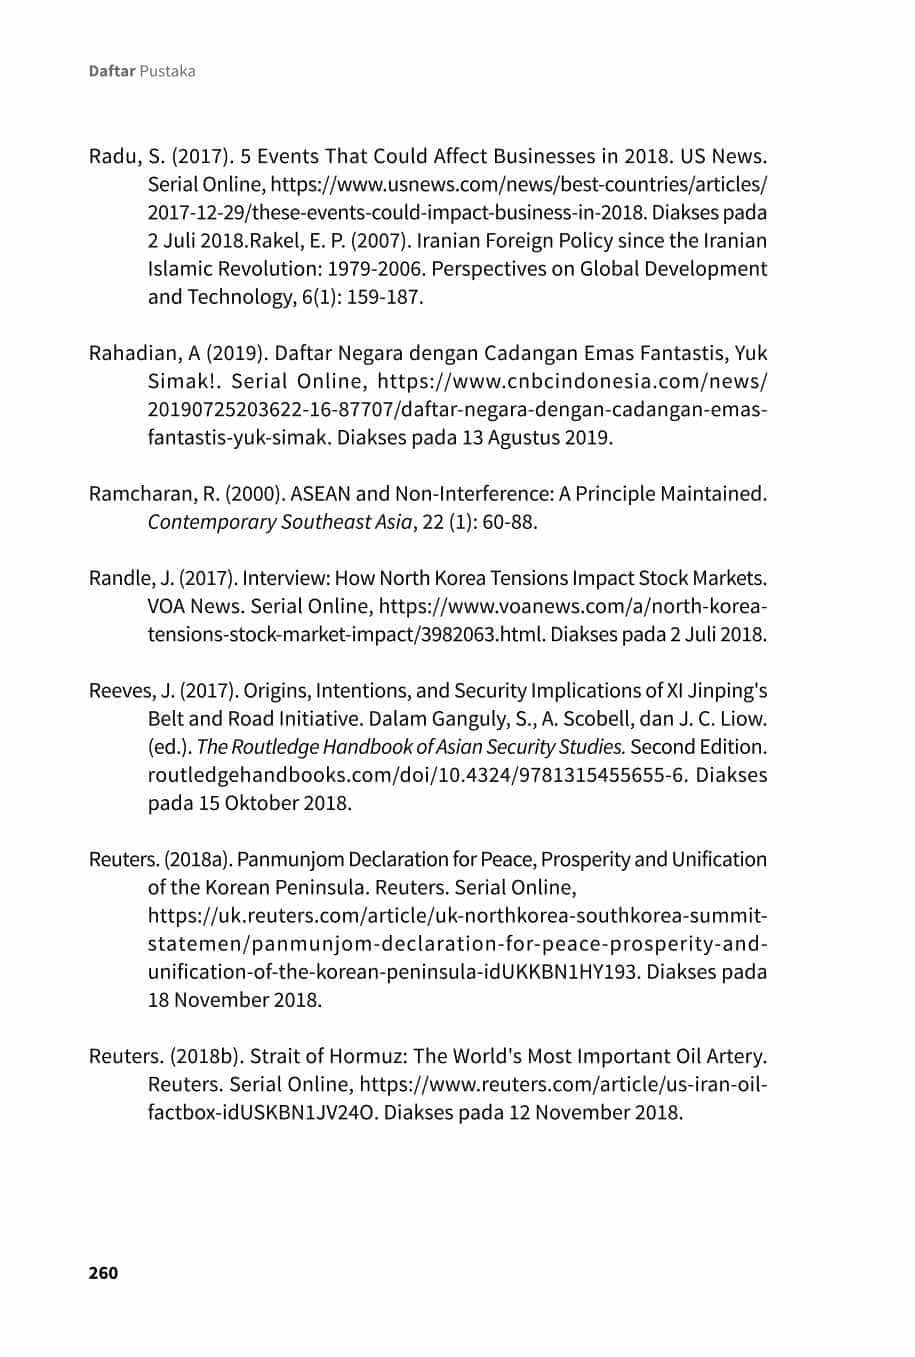 Daftar Pustaka
Radu, S. (2017). 5 Events That Could Affect Businesses in 2018. US News.
Serial Online, https://www.usnews.com/news/best-countries/articles/
2017-12-29/these-events-could-impact-business-in-2018. Diakses pada
2 Juli 2018.Rakel, E. P. (2007). Iranian Foreign Policy since the Iranian
Islamic Revolution: 1979-2006. Perspectives on Global Development
and Technology, 6(1): 159-187.
Rahadian, A (2019). Daftar Negara dengan Cadangan Emas Fantastis, Yuk
Simak!. Serial Online, https://www.cnbcindonesia.com/news/
20190725203622-16-87707/daftar-negara-dengan-cadangan-emas-
fantastis-yuk-simak. Diakses pada 13 Agustus 2019.
Ramcharan, R. (2000). ASEAN and Non-Interference: A Principle Maintained.
Contemporary Southeast Asia, 22 (1): 60-88.
Randle, J. (2017). Interview: How North Korea Tensions Impact Stock Markets.
VOA News. Serial Online, https://www.voanews.com/a/north-korea-
tensions-stock-market-impact/3982063.html. Diakses pada 2 Juli 2018.
Reeves, J. (2017). Origins, Intentions, and Security Implications of XI Jinping's
Belt and Road Initiative. Dalam Ganguly, S., A. Scobell, dan J. C. Liow.
(ed.). The Routledge Handbook of Asian Security Studies. Second Edition.
routledgehandbooks.com/doi/10.4324/9781315455655-6. Diakses
pada 15 Oktober 2018.
Reuters. (2018a). Panmunjom Declaration for Peace, Prosperity and Unification
of the Korean Peninsula. Reuters. Serial Online,
https://uk.reuters.com/article/uk-northkorea-southkorea-summit-
statemen/panmunjom-declaration-for-peace-prosperity-and-
unification-of-the-korean-peninsula-idUKKBN1HY193. Diakses pada
18 November 2018.
Reuters. (2018b). Strait of Hormuz: The World's Most Important Oil Artery.
Reuters. Serial Online, https://www.reuters.com/article/us-iran-oil-
factbox-idUSKBN1JV24O. Diakses pada 12 November 2018.
260